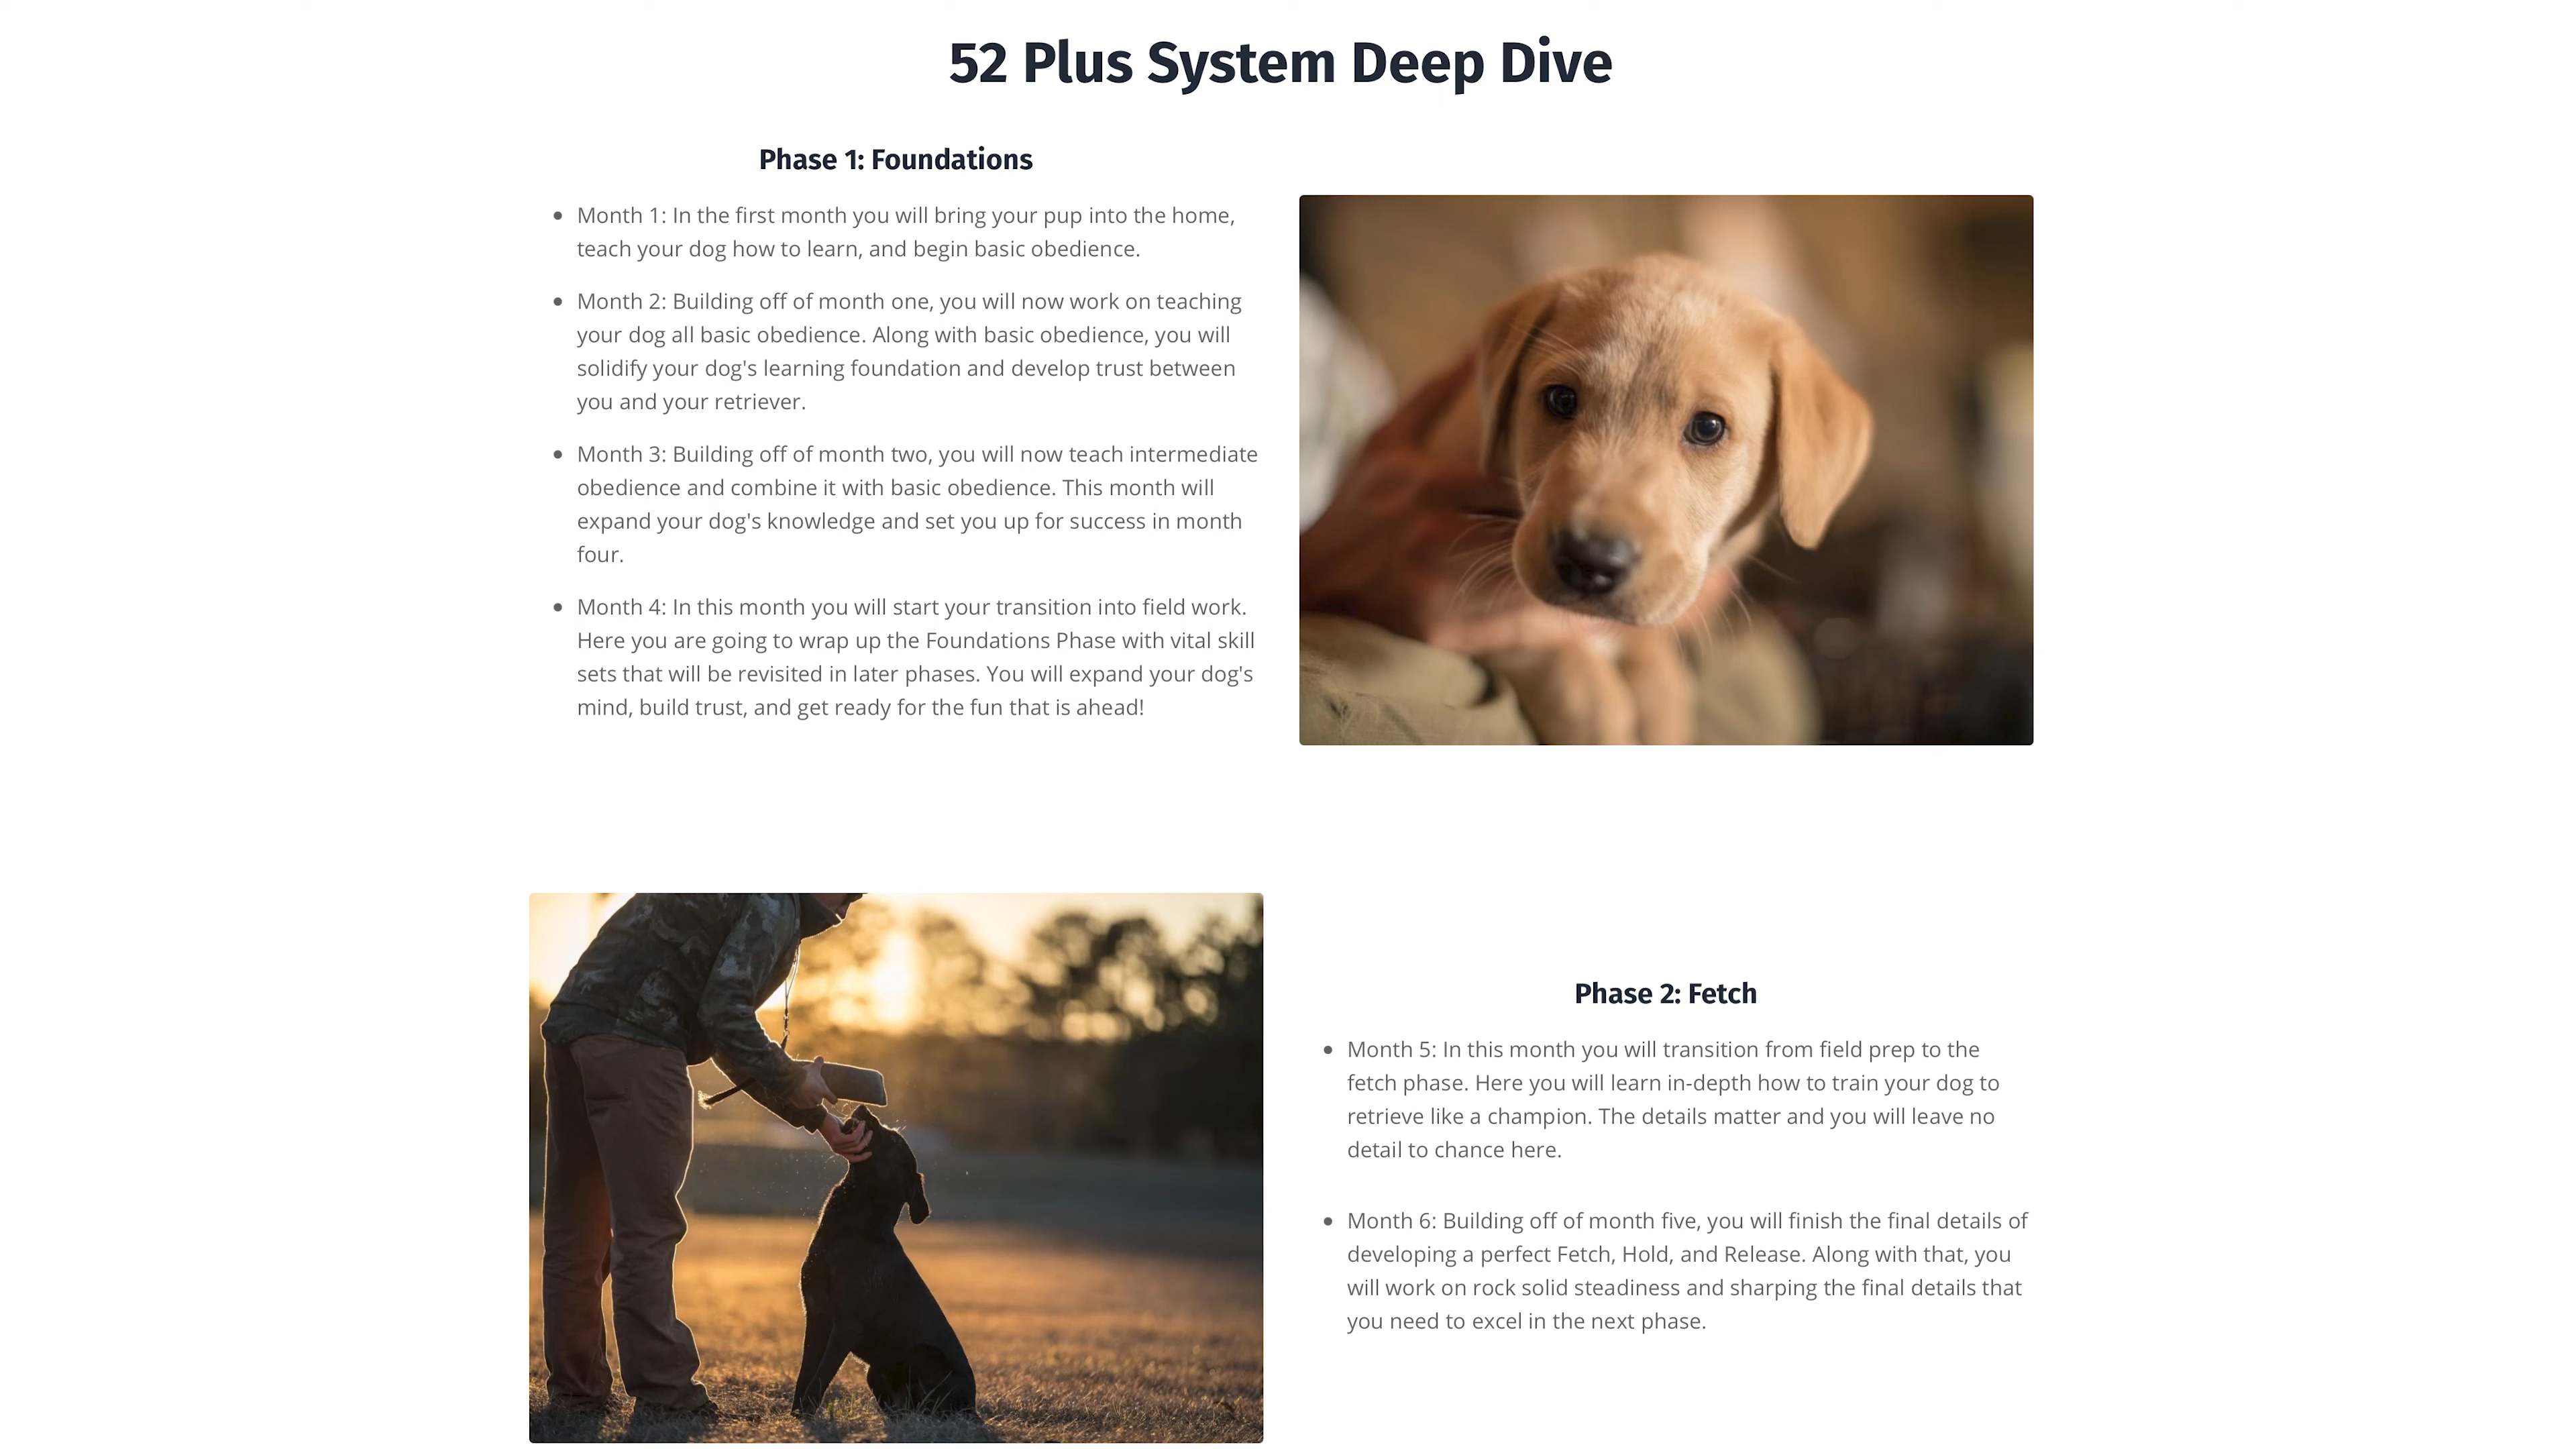 52 Plus System Deep Dive
Phase 1: Foundations
Month 1: In the first month you will bring your pup into the home,
teach your dog how to learn, and begin basic obedience.
Month 2: Building off of month one, you will now work on teaching
your dog all basic obedience. Along with basic obedience, you will
solidify your dog's learning foundation and develop trust between
you and your retriever.
Month 3: Building off of month two, you will now teach intermediate
obedience and combine it with basic obedience. This month will
expand your dog's knowledge and set you up for success in month
four.
Month 4: In this month you will start your transition into field work.
Here you are going to wrap up the Foundations Phase with vital skill
sets that will be revisited in later phases. You will expand your dog's
mind, build trust, and get ready for the fun that is ahead!
Phase 2: Fetch
Month 5: In this month you will transition from field prep to the
fetch phase. Here you will learn in-depth how to train your dog to
retrieve like a champion. The details matter and you will leave no
detail to chance here.
Month 6: Building off of month five, you will finish the final details of
developing a perfect Fetch, Hold, and Release. Along with that, you
will work on rock solid steadiness and sharping the final details that
you need to excel in the next phase.